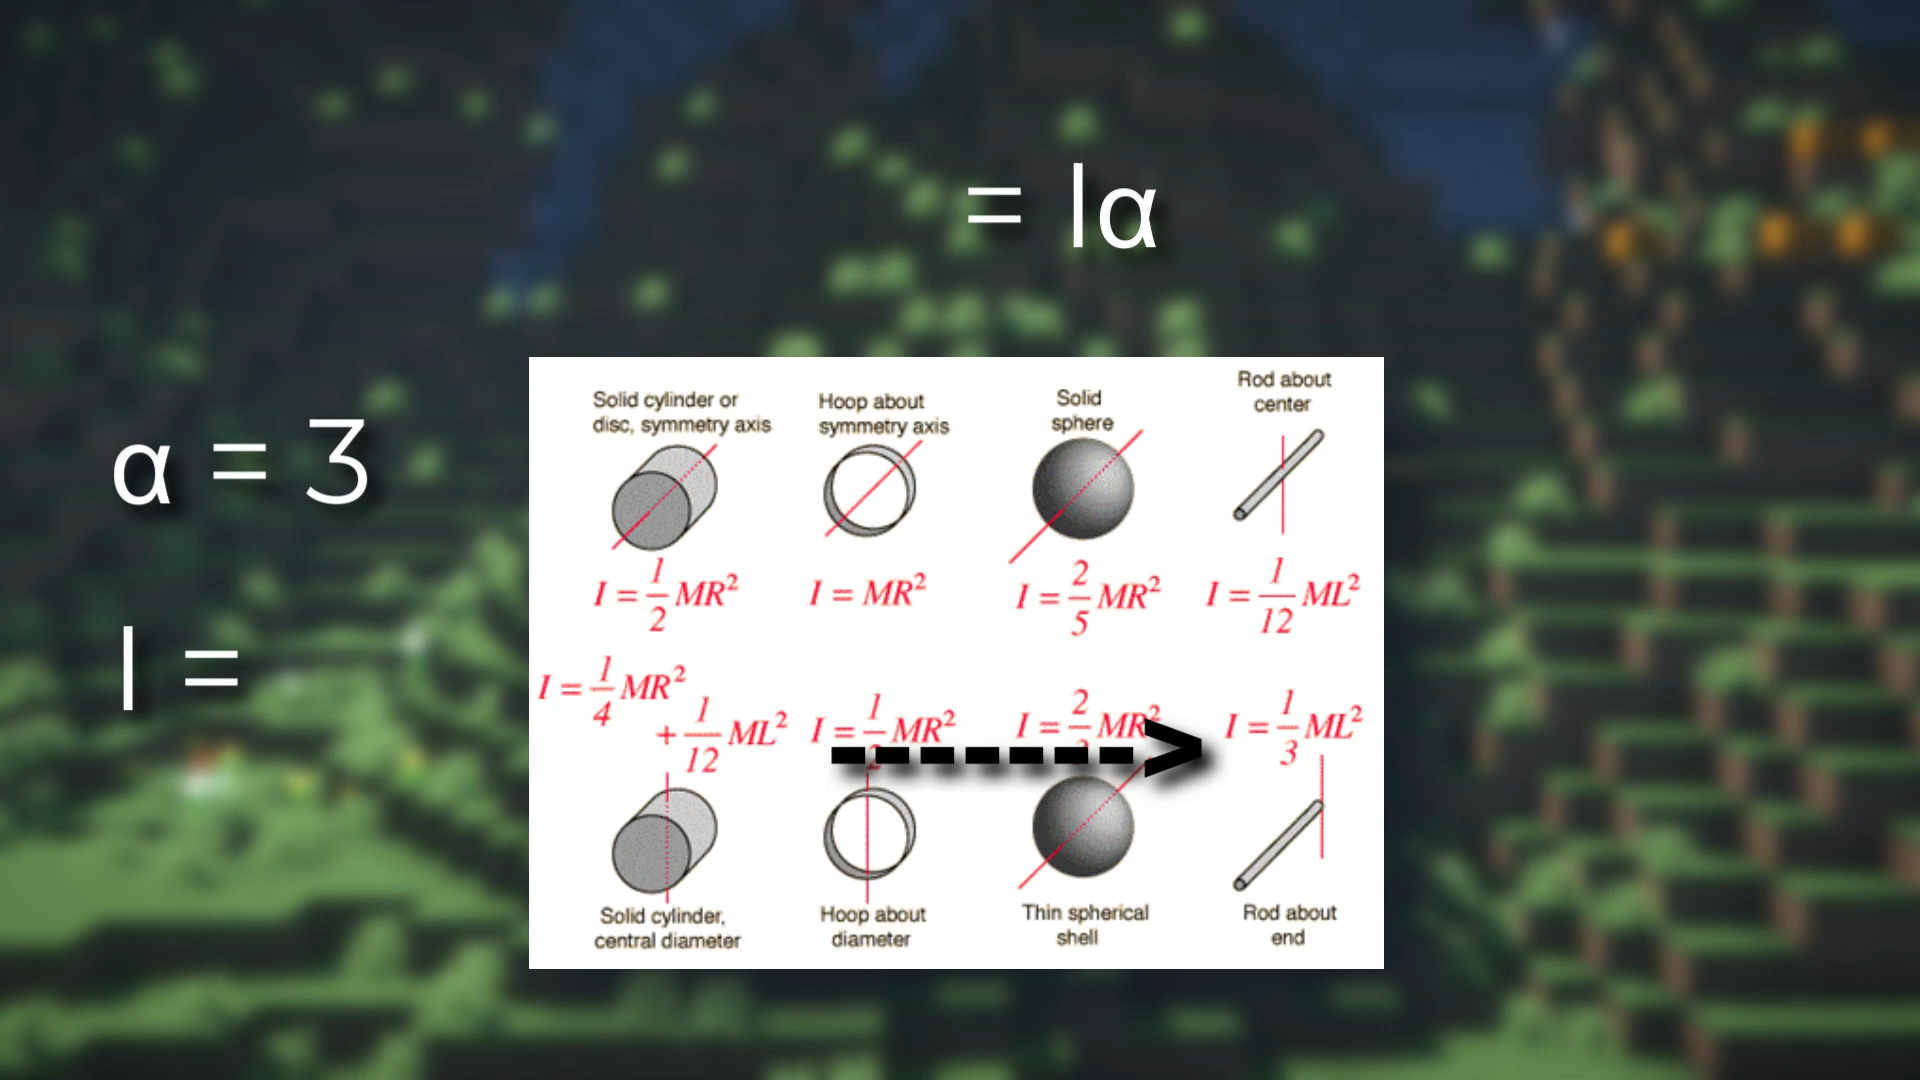 = Iα
α = 3
I =
Solid cylinder or
disc, symmetry axis
Hoop about
symmetry axis
Solid
sphere
Rod about
center
I = 1/2 MR²
I = MR²
I = 2/5 MR²
I = 1/12 ML²
I = 1/4 MR²
+ 1/12 ML²
I = 1/2 MR²
I = 2/ MR²
I = 1/3 ML²
------>
Solid cylinder,
central diameter
Hoop about
diameter
Thin spherical
shell
Rod about
end